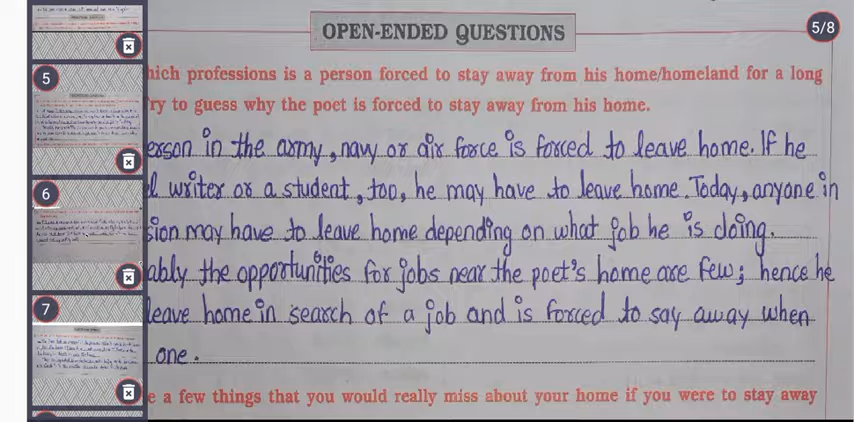 OPEN-ENDED QUESTIONS
5/8
hich professions is a person forced to stay away from his home/homeland for a long
ry to guess why the poet is forced to stay away from his home.
erson in the army, navy or air force is forced to leave home. If he
l writer or a student, too, he may have to leave home. Today, anyone in
sion may have to leave home depending on what job he is doing.
ably the opportunities for jobs near the poet's home are few; hence he
leave home in search of a job and is forced to say away when
one.
e a few things that you would really miss about your home if you were to stay away
5
6
7